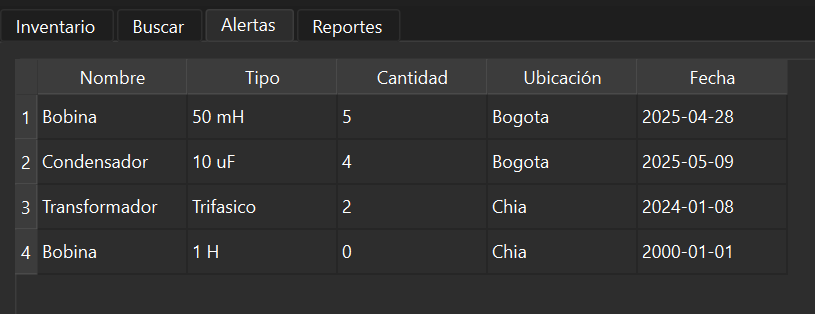 Inventario Buscar Alertas Reportes
Nombre Tipo Cantidad Ubicación Fecha
1 Bobina 50 mH 5 Bogota 2025-04-28
2 Condensador 10 uF 4 Bogota 2025-05-09
3 Transformador Trifasico 2 Chia 2024-01-08
4 Bobina 1 H 0 Chia 2000-01-01